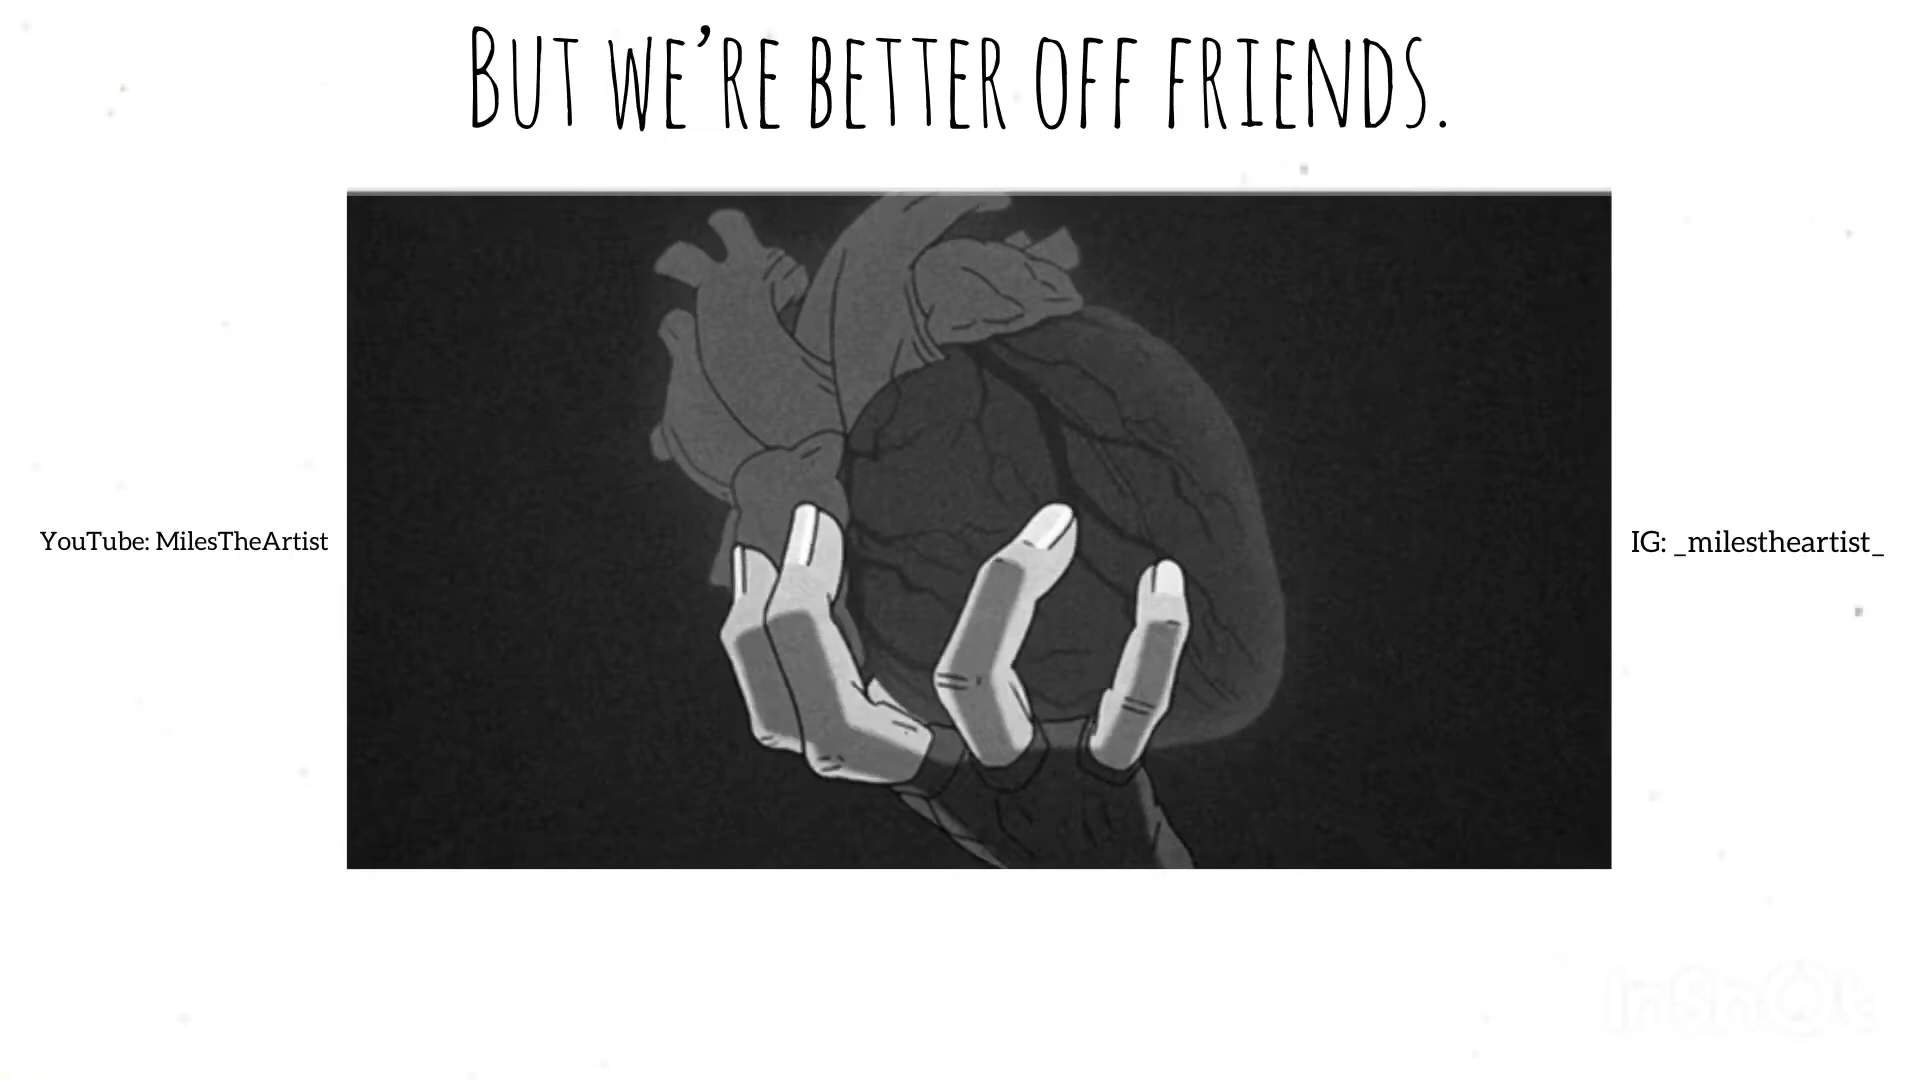 But we're better off friends.
YouTube: MilesTheArtist
IG: _milestheartist_